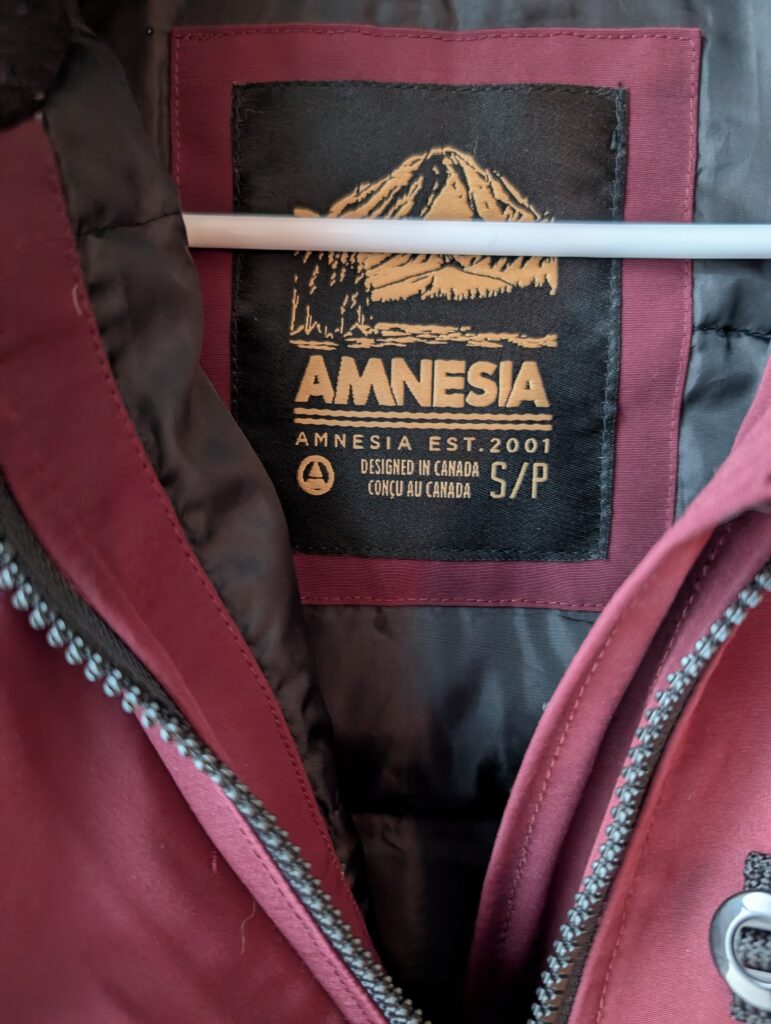 AMNESIA
AMNESIA EST.2001
DESIGNED IN CANADA
CONÇU AU CANADA
S/P